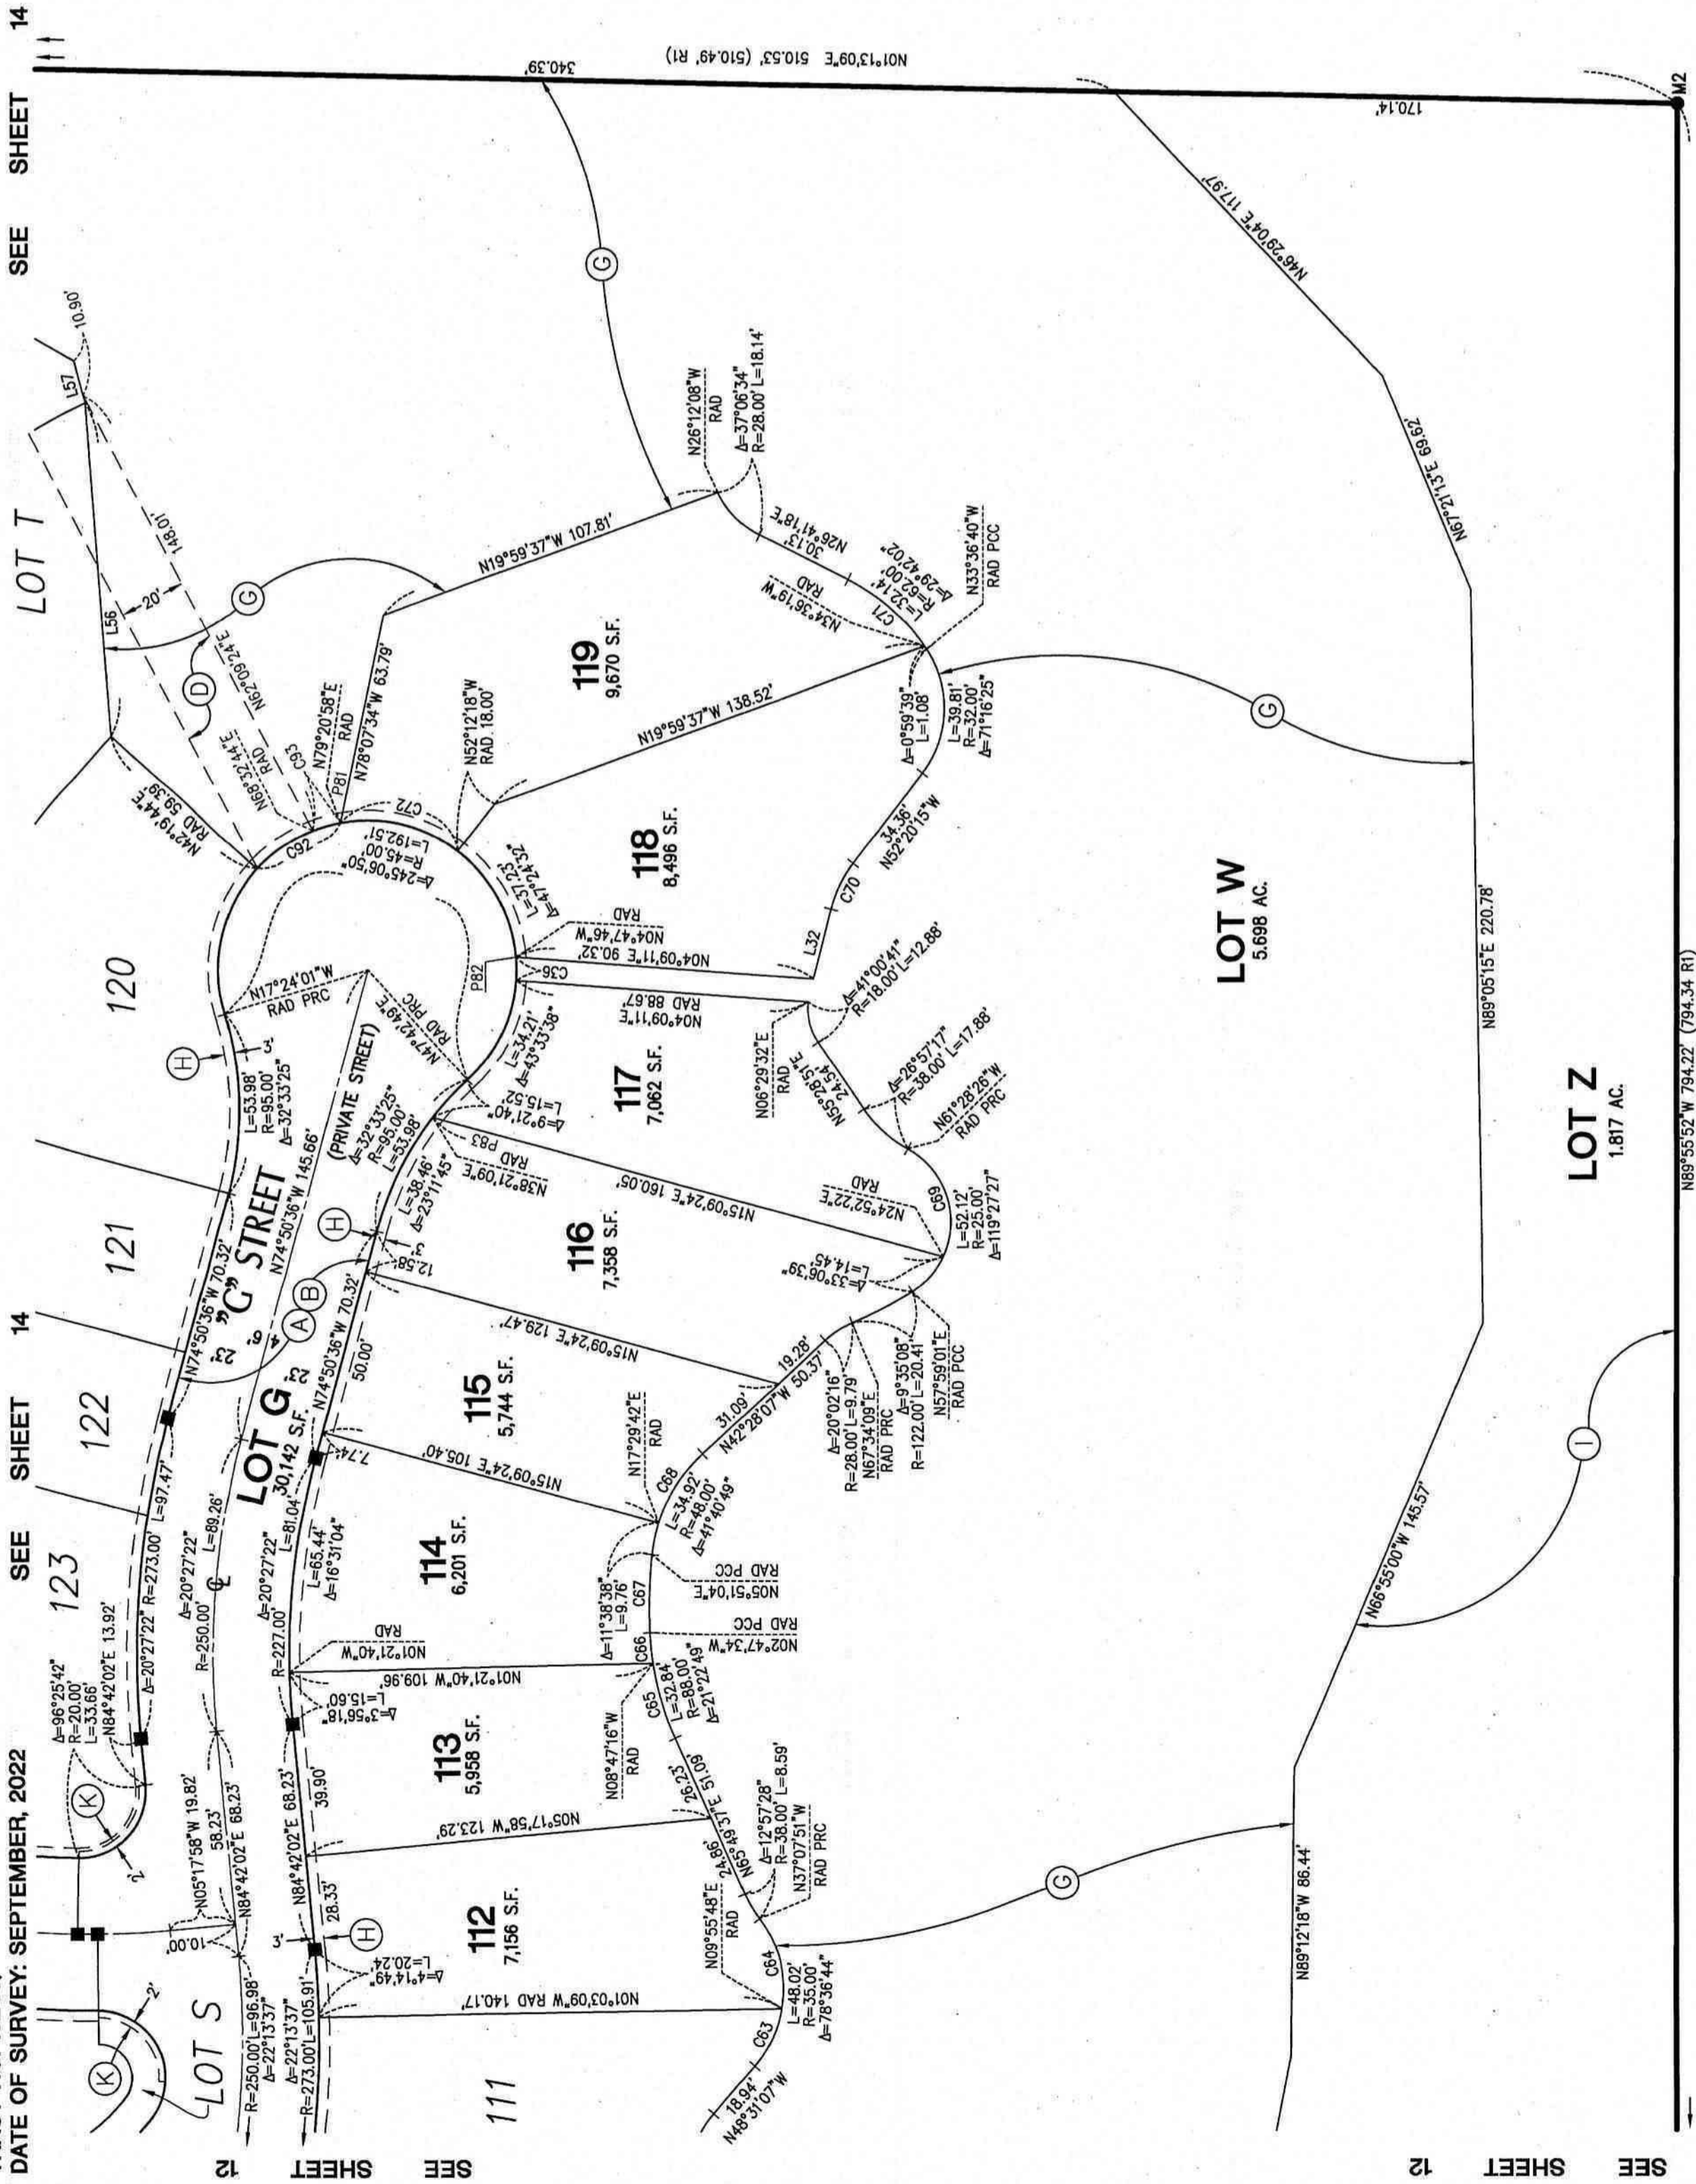 DATE OF SURVEY: SEPTEMBER, 2022
SEE SHEET 14
SEE SHEET 14
LOT T
L57
10.90'
L56
20'
148.01'
G
D
N62°09'24"E
N42°19'44"E
RAD 59.39'
N68°32'44"E
RAD
C93
C92
N79°20'58"E
RAD
P81
N78°07'34"W 63.79'
C72
N52°12'18"W
RAD. 18.00'
Δ=245°06'50"
R=45.00'
L=192.51'
L=37.23'
Δ=47°24'32"
N19°59'37"W 107.81'
N26°12'08"W
RAD
Δ=37°06'34"
R=28.00' L=18.14'
N26°41'18"E
30.13'
N34°36'19"W
RAD
C71
L=32.14'
R=62.00'
Δ=29°42'02"
N33°36'40"W
RAD PCC
119
9,670 S.F.
N19°59'37"W 138.52'
Δ=0°59'39"
L=1.08'
L=39.81'
R=32.00'
Δ=71°16'25"
34.36'
N52°20'15"W
C70
L32
118
8,496 S.F.
N04°47'46"W
RAD
N04°09'11"E 90.32'
C36
P82
N04°09'11"E
RAD 88.67'
N06°29'32"E
RAD
Δ=41°00'41"
R=18.00' L=12.88'
N55°28'51"E
24.54'
Δ=26°57'17"
R=38.00' L=17.88'
N61°28'26"W
RAD PRC
117
7,062 S.F.
L=34.21'
Δ=43°33'38"
N17°24'01"W
RAD PRC
N47°42'49"E
RAD PRC
120
H
3'
L=53.98'
R=95.00'
Δ=32°33'25"
"G" STREET
(PRIVATE STREET)
N74°50'36"W 145.66'
Δ=32°33'25"
R=95.00'
L=53.98'
L=15.52'
Δ=9°21'40"
P83
N38°21'09"E
RAD
L=38.46'
Δ=23°11'45"
H
3'
12.58'
N15°09'24"E 160.05'
N24°52'22"E
RAD
C69
L=52.12'
R=25.00'
Δ=119°27'27"
Δ=33°06'39"
L=14.45'
116
7,358 S.F.
121
N74°50'36"W 70.32'
23'
4'
6'
23'
A
B
N74°50'36"W 70.32'
50.00'
N15°09'24"E 129.47'
19.28'
N42°28'07"W 50.37'
31.09'
Δ=20°02'16"
R=28.00' L=9.79'
N67°34'09"E
RAD PRC
Δ=9°35'08"
R=122.00' L=20.41'
N57°59'01"E
RAD PCC
115
5,744 S.F.
122
LOT G
30,142 S.F.
7.74'
N15°09'24"E 105.40'
N17°29'42"E
RAD
C68
L=34.92'
R=48.00'
Δ=41°40'49"
123
Δ=20°27'22" R=273.00' L=97.47'
R=250.00' Δ=20°27'22" L=89.26'
R=227.00' Δ=20°27'22" L=81.04'
L=65.44'
Δ=16°31'04"
114
6,201 S.F.
Δ=11°38'38"
L=9.76'
C67
N05°51'04"E
RAD PCC
C66
N02°47'34"W
RAD PCC
N01°21'40"W
RAD
N01°21'40"W 109.96'
Δ=3°56'18"
L=15.60'
N08°47'16"W
RAD
C65
L=32.84'
R=88.00'
Δ=21°22'49"
113
5,958 S.F.
Δ=96°25'42"
R=20.00'
L=33.66'
N84°42'02"E 13.92'
K
2'
N05°17'58"W 19.82'
58.23'
N84°42'02"E 68.23'
10.00'
N84°42'02"E 68.23'
39.90'
28.33'
3'
H
N05°17'58"W 123.29'
26.23'
N65°49'37"E 51.09'
24.86'
Δ=12°57'28"
R=38.00' L=8.59'
N37°07'51"W
RAD PRC
N09°55'48"E
RAD
C64
L=48.02'
R=35.00'
Δ=78°36'44"
112
7,156 S.F.
Δ=4°14'49"
L=20.24'
N01°03'09"W RAD 140.17'
C63
18.94'
N48°31'07"W
111
K
2'
LOT S
R=250.00' L=96.98'
Δ=22°13'37"
Δ=22°13'37"
R=273.00' L=105.91'
SEE SHEET 12
G
340.39'
N01°13'09"E 510.53' (510.49' R1)
170.14'
M2
N46°29'04"E 117.97'
N67°21'13"E 69.62'
G
LOT W
5.698 AC.
N89°05'15"E 220.78'
LOT Z
1.817 AC.
N89°55'52"W 794.22' (794.34 R1)
I
N66°55'00"W 145.57'
G
N89°12'18"W 86.44'
SEE SHEET 12